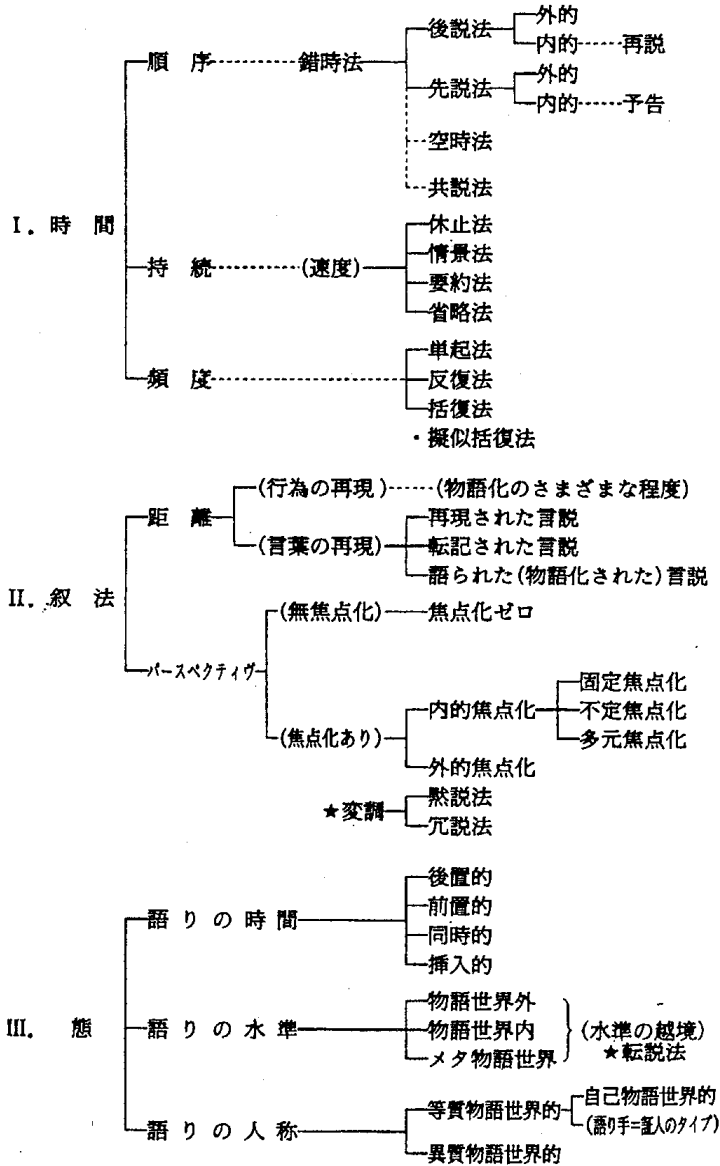 外的
後説法
内的……再説
順序……錯時法
外的
先説法
内的……予告
空時法
共説法
I. 時間
休止法
情景法
持続……(速度)
要約法
省略法
単起法
頻度……反復法
括復法
・擬似括復法
(行為の再現)……(物語化のさまざまな程度)
距離
再現された言説
(言葉の再現)
転記された言説
語られた(物語化された)言説
II. 叙法
(無焦点化)
焦点化ゼロ
パースペクティヴ
固定焦点化
内的焦点化
不定焦点化
(焦点化あり)
多元焦点化
外的焦点化
★変調
黙説法
冗説法
後置的
語りの時間
前置的
同時的
挿入的
物語世界外
III. 態
語りの水準
物語世界内
(水準の越境)
メタ物語世界
★転説法
自己物語世界的
等質物語世界的
(語り手=証人のタイプ)
語りの人称
異質物語世界的